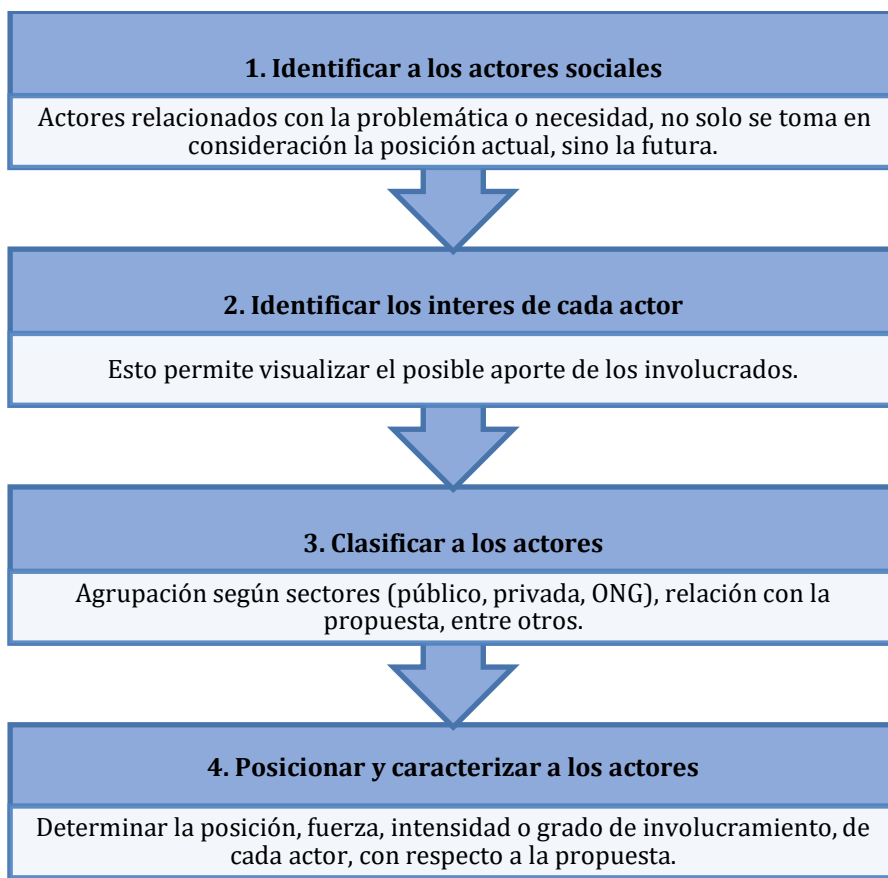 1. Identificar a los actores sociales
Actores relacionados con la problemática o necesidad, no solo se toma en
consideración la posición actual, sino la futura.
2. Identificar los interes de cada actor
Esto permite visualizar el posible aporte de los involucrados.
3. Clasificar a los actores
Agrupación según sectores (público, privada, ONG), relación con la
propuesta, entre otros.
4. Posicionar y caracterizar a los actores
Determinar la posición, fuerza, intensidad o grado de involucramiento, de
cada actor, con respecto a la propuesta.